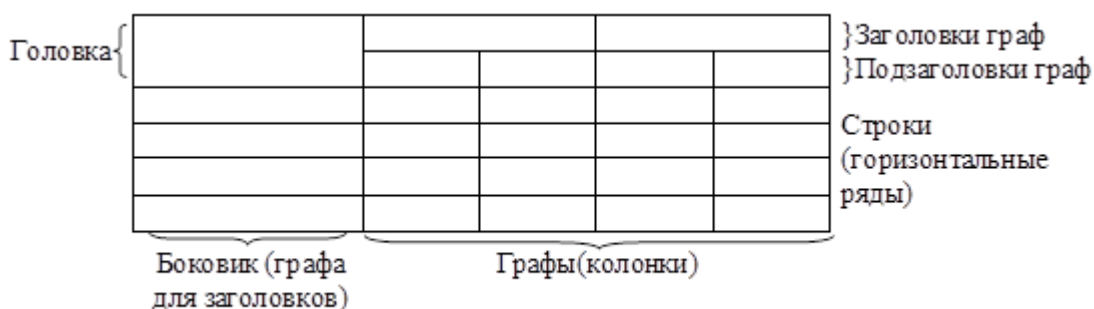 Головка{
}Заголовки граф
}Подзаголовки граф
Строки
(горизонтальные
ряды)
Боковик (графа
для заголовков)
Графы(колонки)